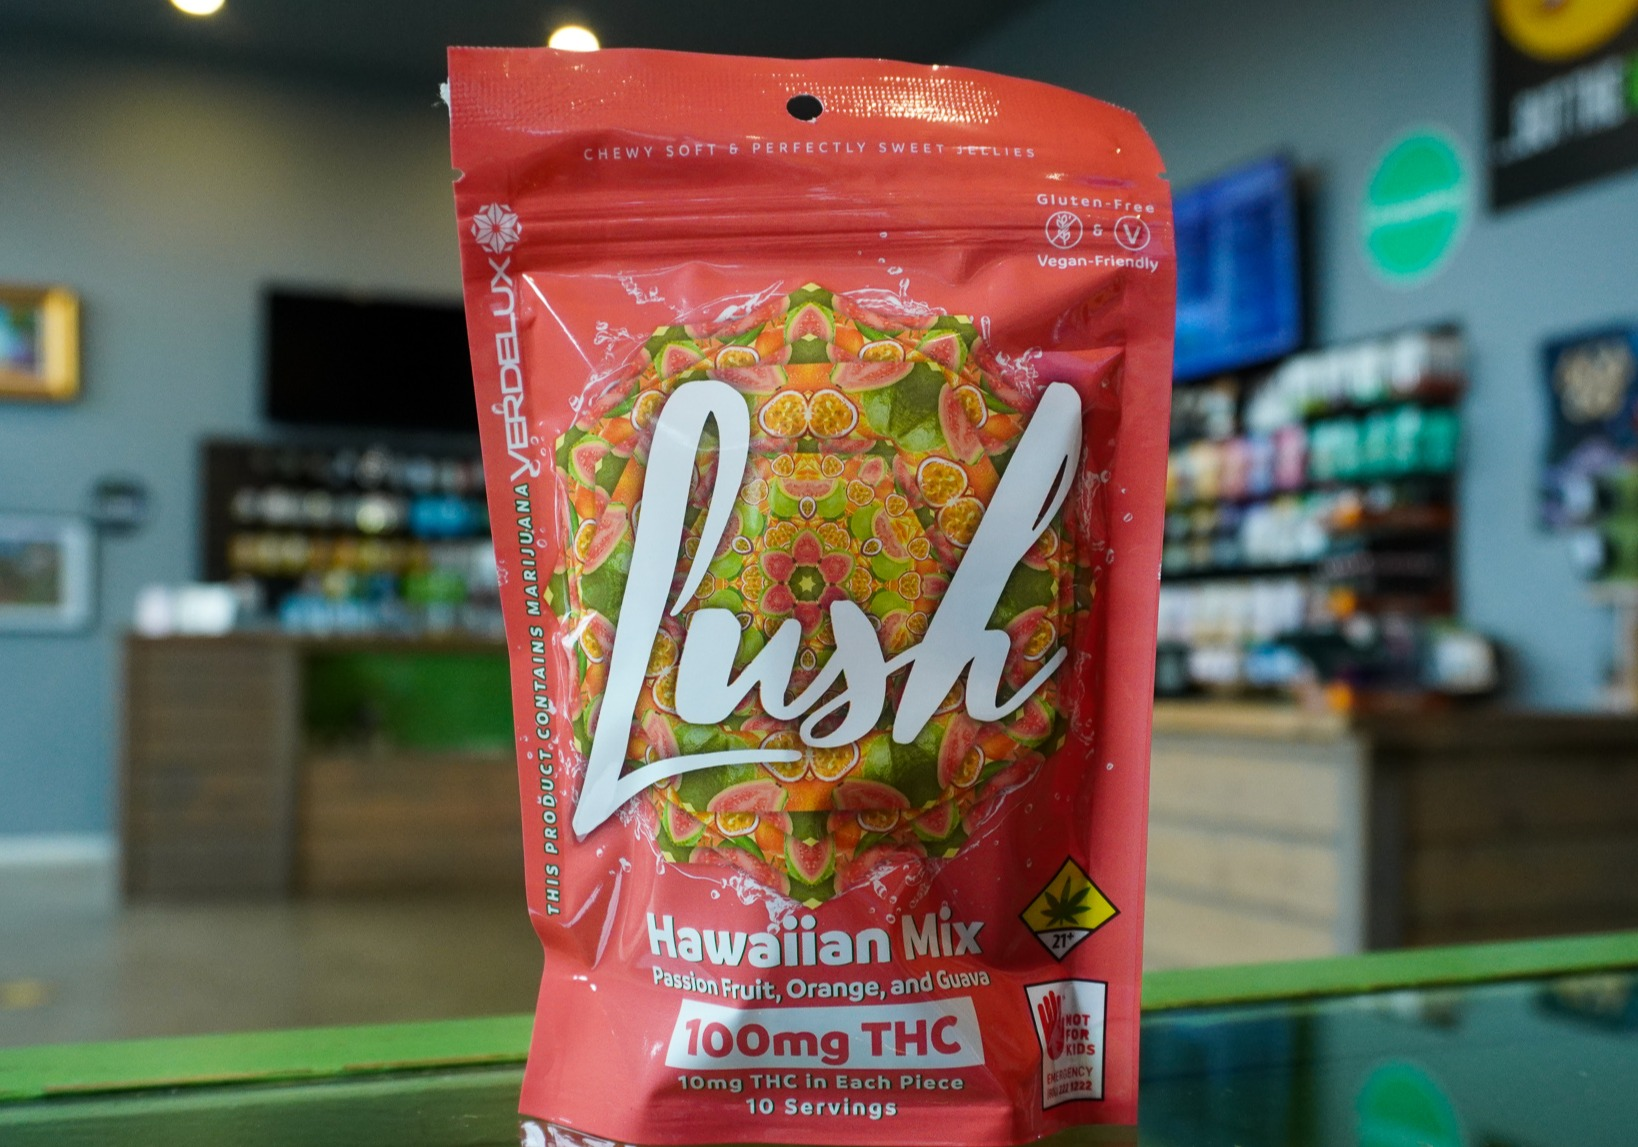 CHEWY SOFT & PERFECTLY SWEET JELLIES
Gluten-Free
&
V
Vegan-Friendly
VERDELUX
THIS PRODUCT CONTAINS MARIJUANA
Lush
Hawaiian Mix
Passion Fruit, Orange, and Guava
100mg THC
10mg THC in Each Piece
10 Servings
21+
NOT
FOR
KIDS
EMERGENCY